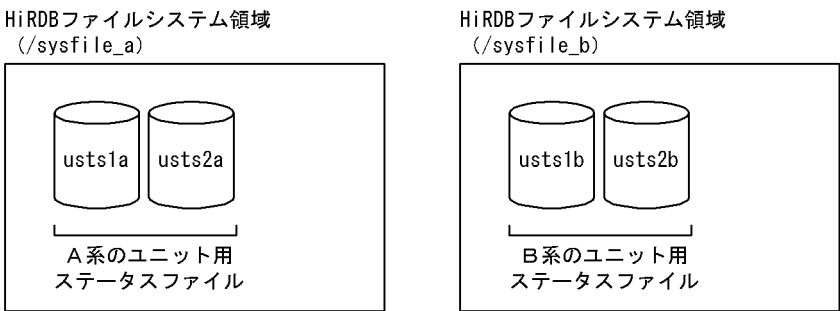 HiRDBファイルシステム領域
(/sysfile_a)
usts1a
usts2a
A系のユニット用
ステータスファイル
HiRDBファイルシステム領域
(/sysfile_b)
usts1b
usts2b
B系のユニット用
ステータスファイル